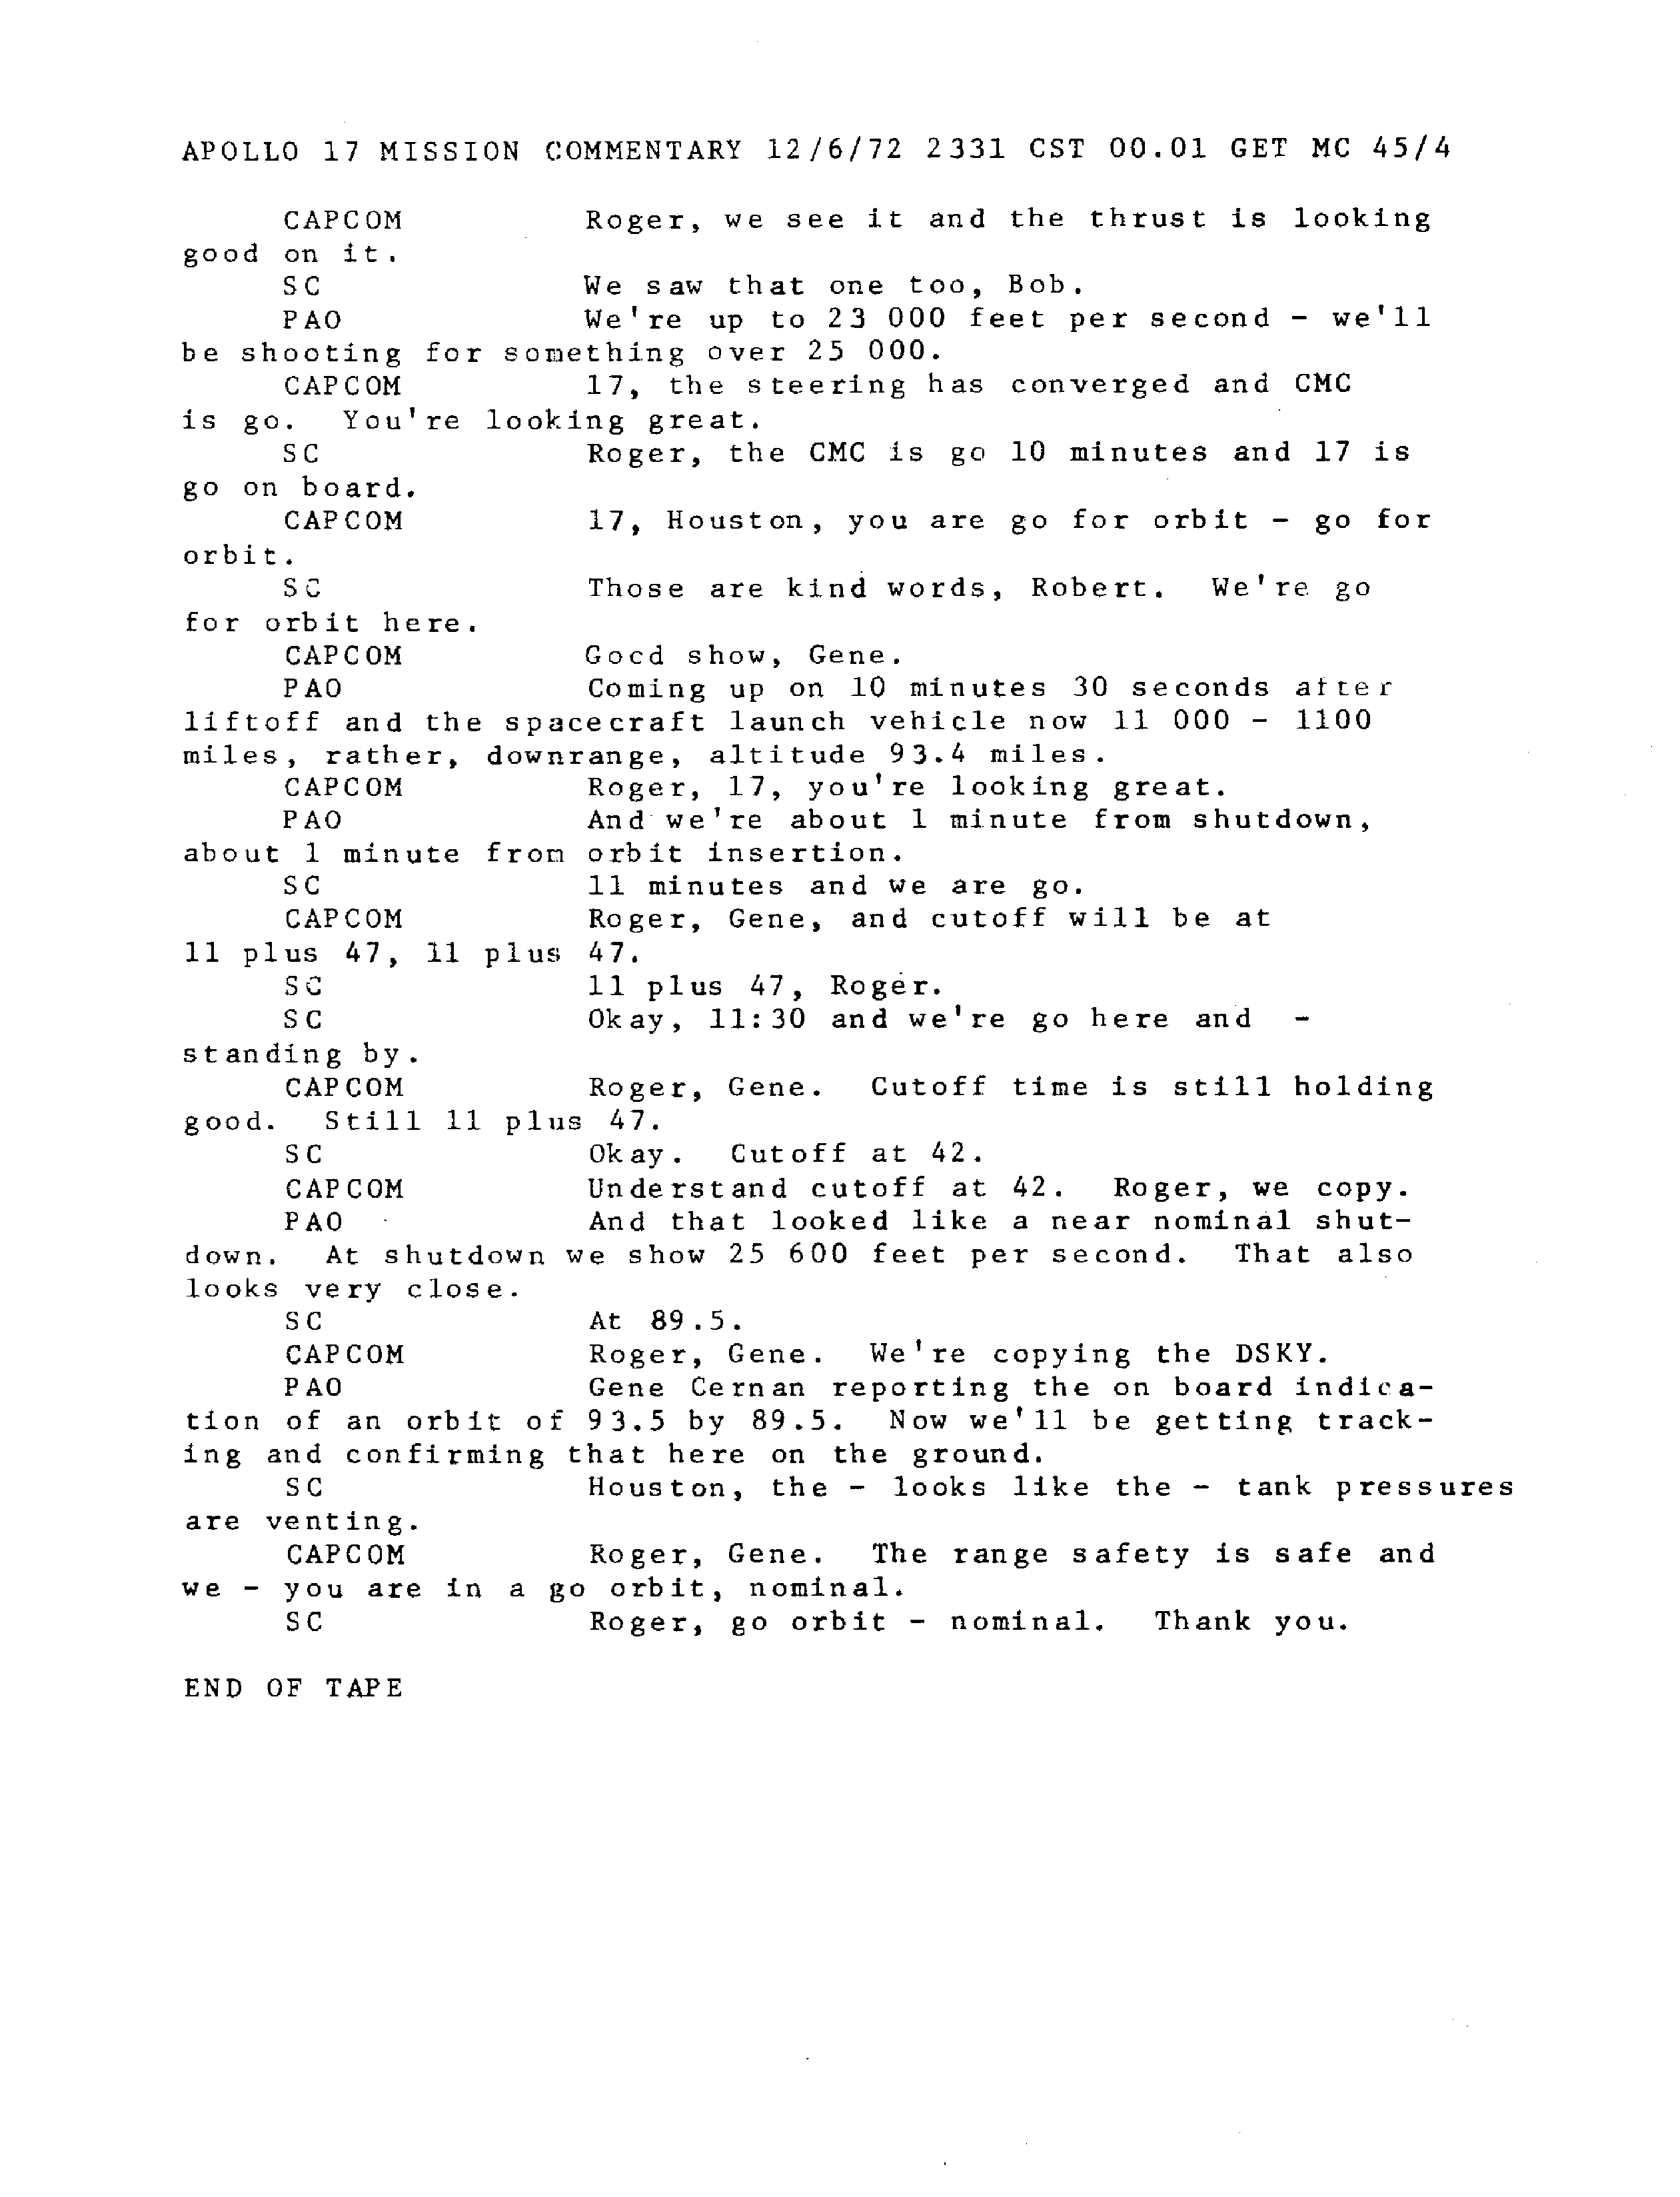 APOLLO 17 MISSION COMMENTARY 12/6/72 2331 CST 00.01 GET MC 45/4
CAPCOM Roger, we see it and the thrust is looking
good on it.
SC We saw that one too, Bob.
PAO We're up to 23 000 feet per second - we'll
be shooting for something over 25 000.
CAPCOM 17, the steering has converged and CMC
is go. You're looking great.
SC Roger, the CMC is go 10 minutes and 17 is
go on board.
CAPCOM 17, Houston, you are go for orbit - go for
orbit.
SC Those are kind words, Robert. We're go
for orbit here.
CAPCOM Good show, Gene.
PAO Coming up on 10 minutes 30 seconds after
liftoff and the spacecraft launch vehicle now 11 000 - 1100
miles, rather, downrange, altitude 93.4 miles.
CAPCOM Roger, 17, you're looking great.
PAO And we're about 1 minute from shutdown,
about 1 minute from orbit insertion.
SC 11 minutes and we are go.
CAPCOM Roger, Gene, and cutoff will be at
11 plus 47, 11 plus 47.
SC 11 plus 47, Roger.
SC Okay, 11:30 and we're go here and -
standing by.
CAPCOM Roger, Gene. Cutoff time is still holding
good. Still 11 plus 47.
SC Okay. Cutoff at 42.
CAPCOM Understand cutoff at 42. Roger, we copy.
PAO And that looked like a near nominal shut-
down. At shutdown we show 25 600 feet per second. That also
looks very close.
SC At 89.5.
CAPCOM Roger, Gene. We're copying the DSKY.
PAO Gene Cernan reporting the on board indica-
tion of an orbit of 93.5 by 89.5. Now we'll be getting track-
ing and confirming that here on the ground.
SC Houston, the - looks like the - tank pressures
are venting.
CAPCOM Roger, Gene. The range safety is safe and
we - you are in a go orbit, nominal.
SC Roger, go orbit - nominal. Thank you.
END OF TAPE